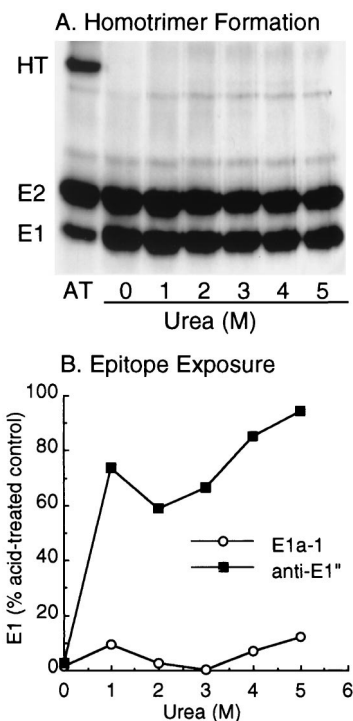 A. Homotrimer Formation
HT
E2
E1
AT 0 1 2 3 4 5
Urea (M)
B. Epitope Exposure
100
80
60
40
20
0
E1 (% acid-treated control)
E1a-1
anti-E1"
0 1 2 3 4 5 6
Urea (M)